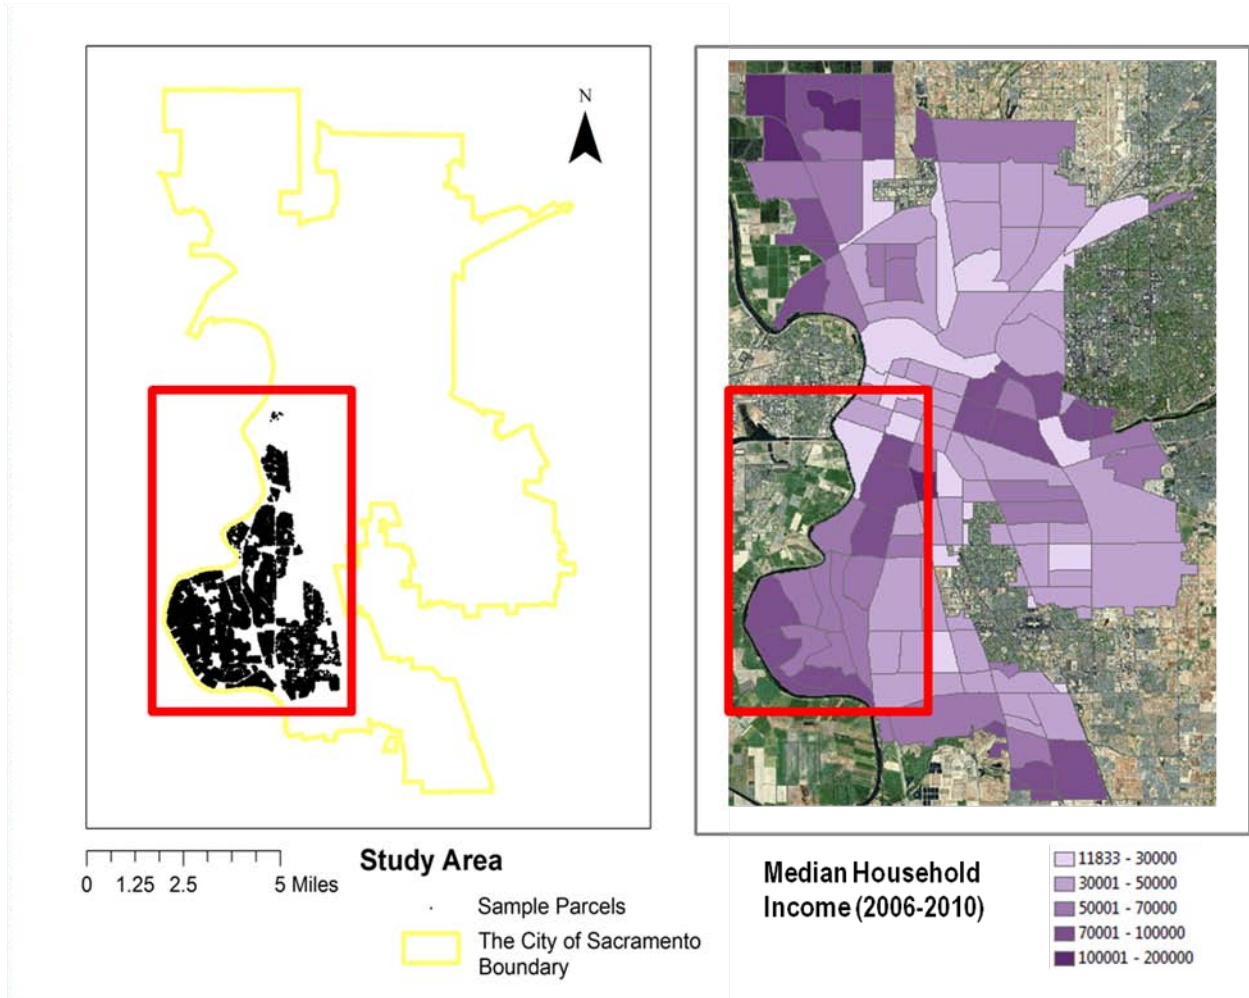 N
0 1.25 2.5 5 Miles
Study Area
Sample Parcels
The City of Sacramento
Boundary
Median Household
Income (2006-2010)
11833 - 30000
30001 - 50000
50001 - 70000
70001 - 100000
100001 - 200000